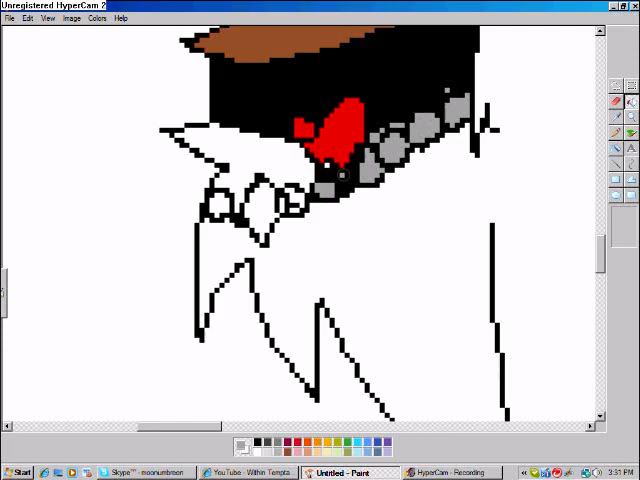 Unregistered HyperCam 2
File Edit View Image Colors Help
Start
Skype™ - moonumbreon
YouTube - Within Tempta...
Untitled - Paint
HyperCam - Recording
3:31 PM